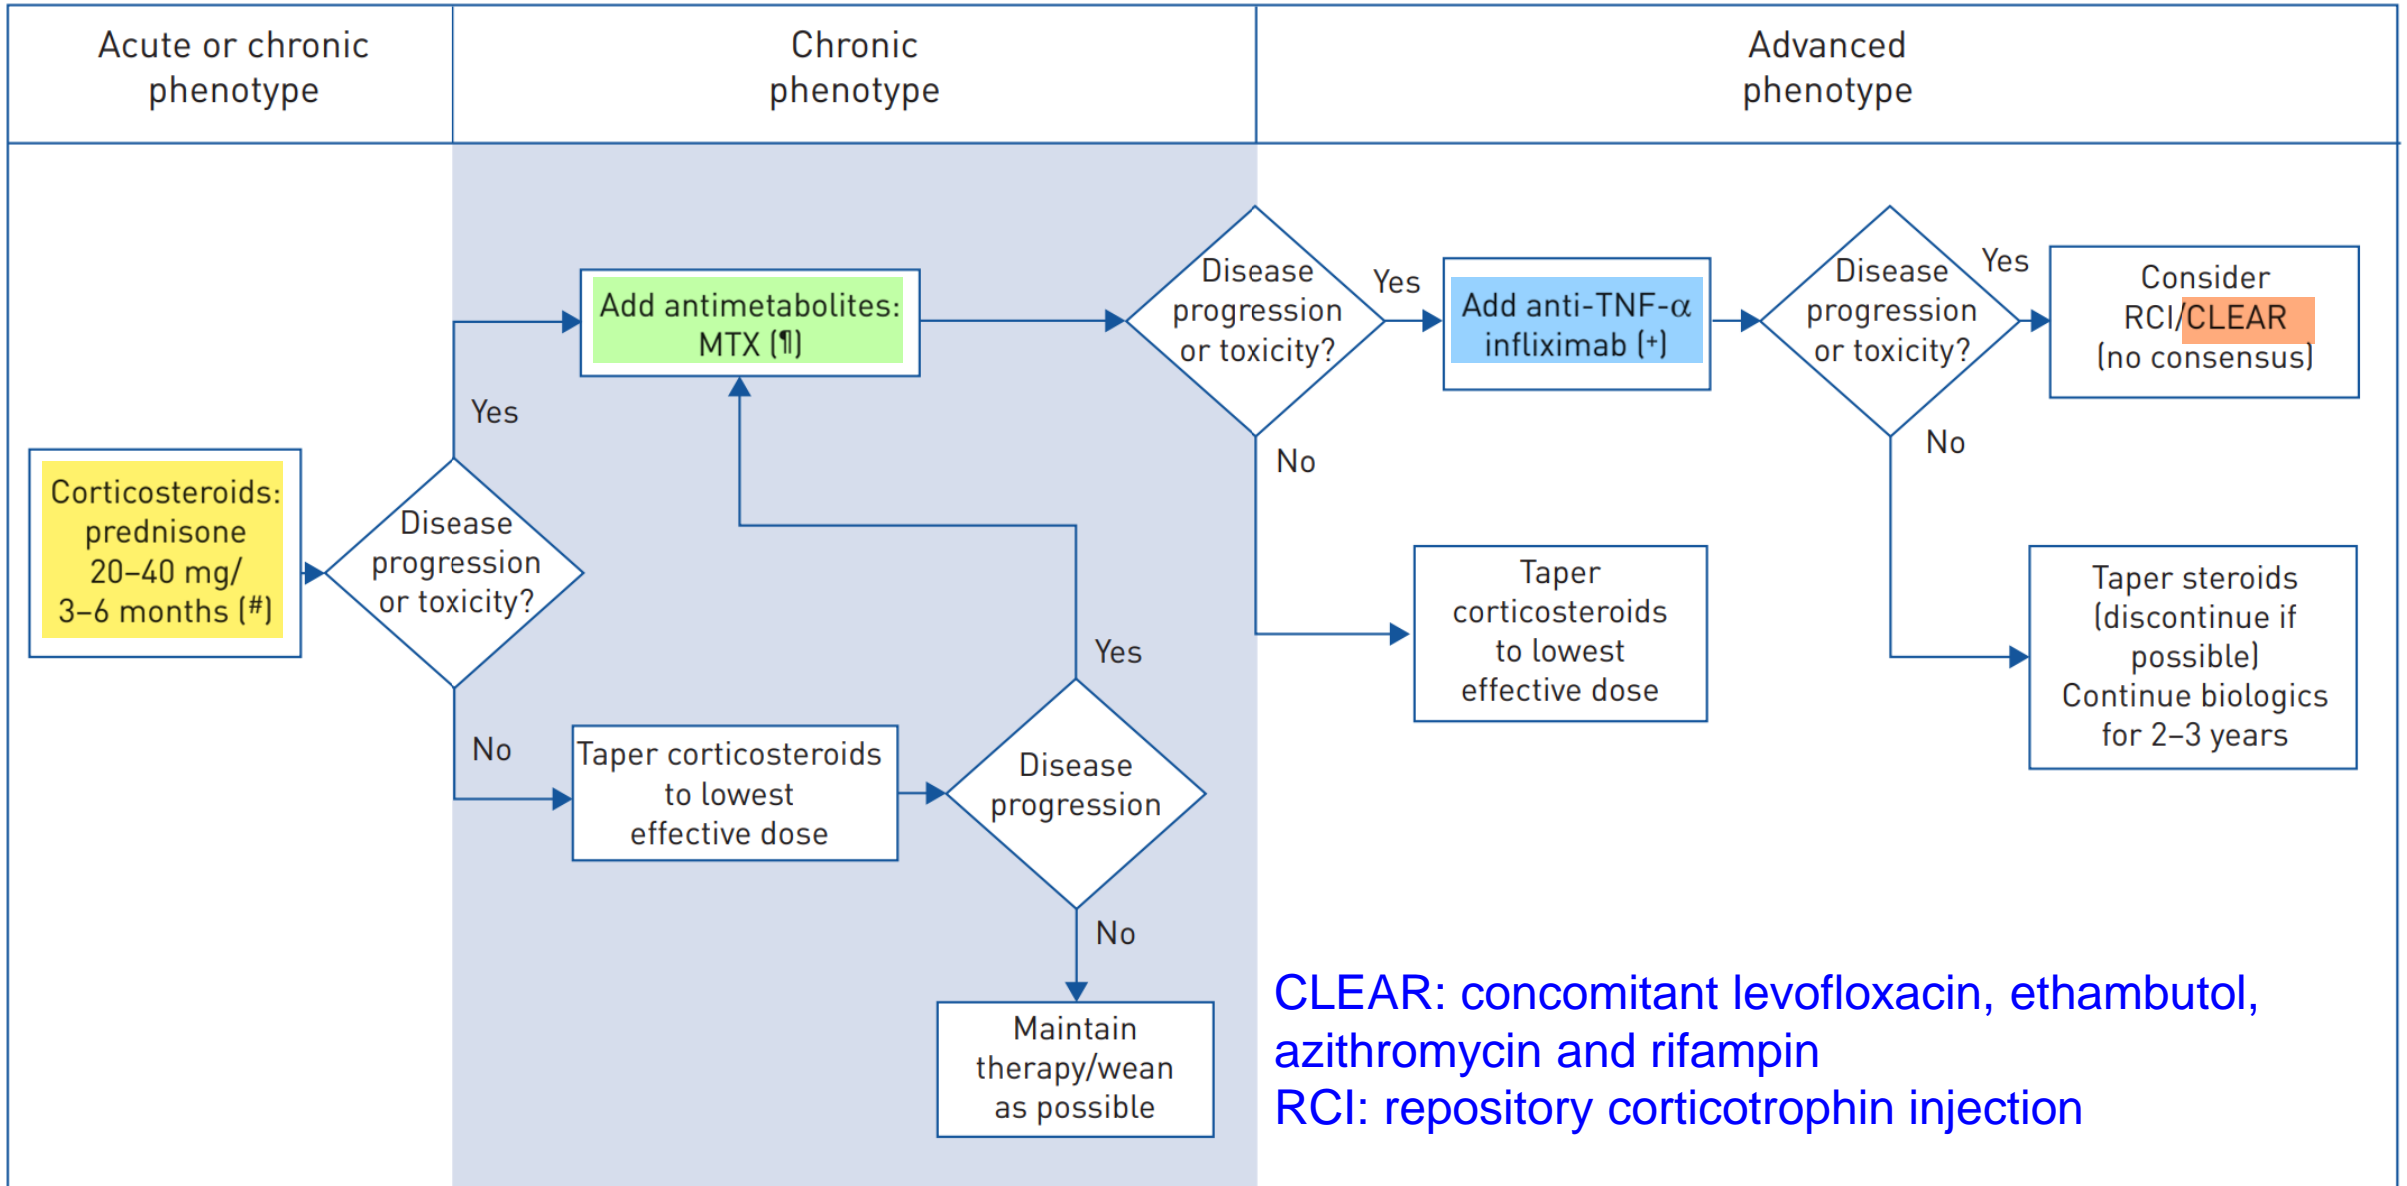 Acute or chronic
phenotype
Chronic
phenotype
Advanced
phenotype
Corticosteroids:
prednisone
20–40 mg/
3–6 months (#)
Disease
progression
or toxicity?
Yes
No
Add antimetabolites:
MTX (¶)
Taper corticosteroids
to lowest
effective dose
Disease
progression
Yes
No
Maintain
therapy/wean
as possible
Disease
progression
or toxicity?
Yes
No
Add anti-TNF-α
infliximab (+)
Taper
corticosteroids
to lowest
effective dose
Disease
progression
or toxicity?
Yes
No
Consider
RCI/CLEAR
(no consensus)
Taper steroids
(discontinue if
possible)
Continue biologics
for 2–3 years
CLEAR: concomitant levofloxacin, ethambutol,
azithromycin and rifampin
RCI: repository corticotrophin injection